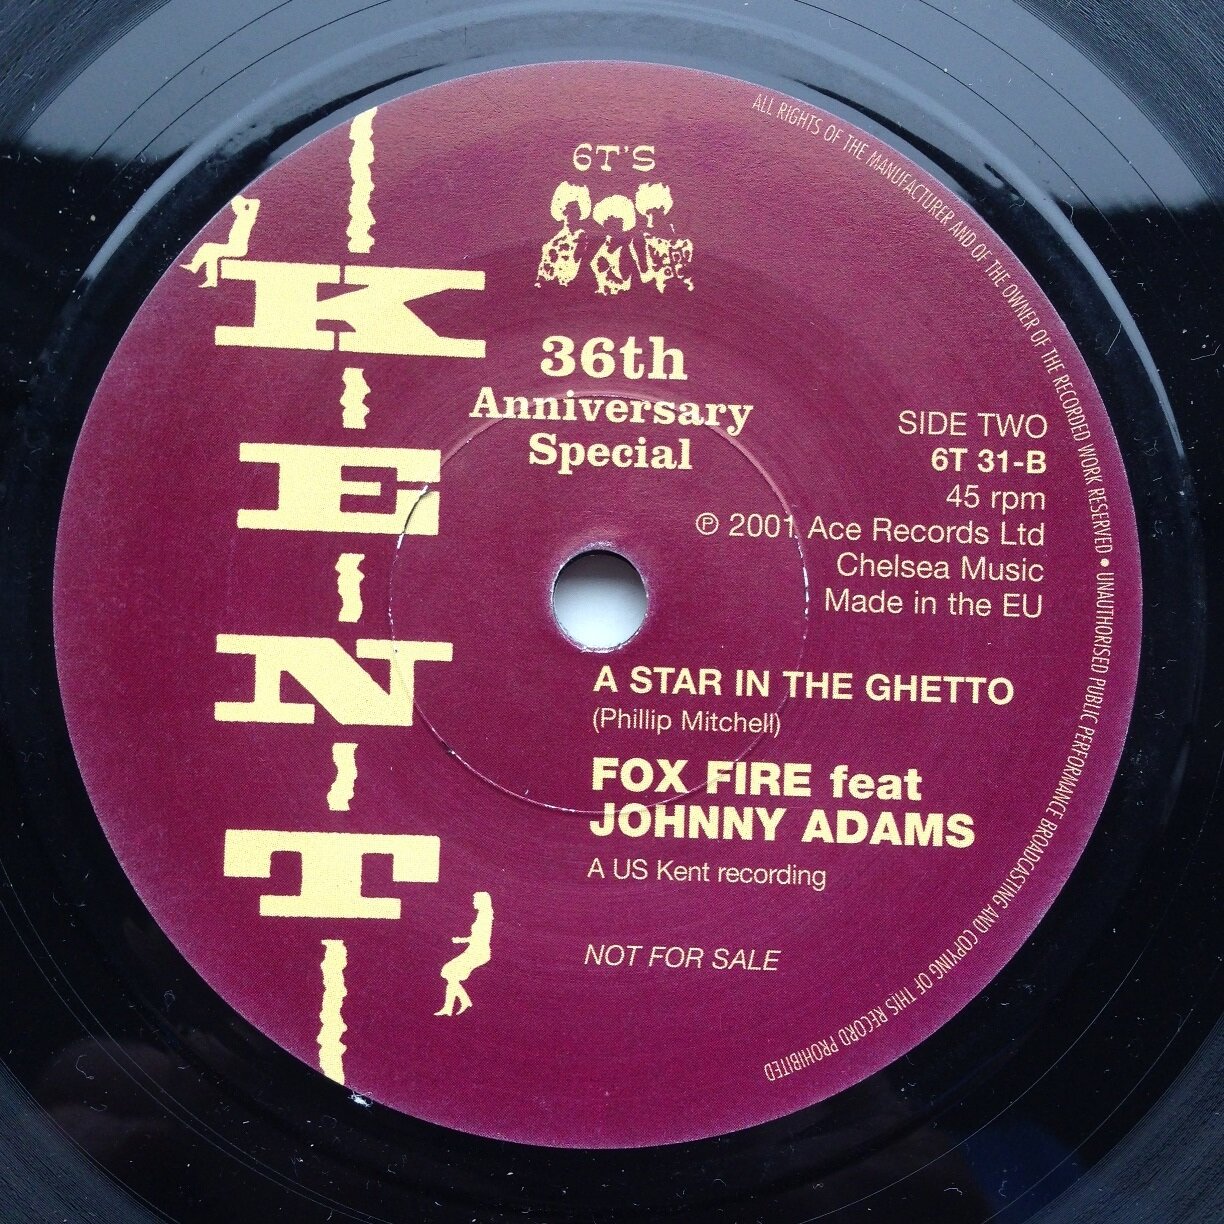 6T'S
KENT
36th
Anniversary
Special
SIDE TWO
6T 31-B
45 rpm
℗ 2001 Ace Records Ltd
Chelsea Music
Made in the EU
A STAR IN THE GHETTO
(Phillip Mitchell)
FOX FIRE feat
JOHNNY ADAMS
A US Kent recording
NOT FOR SALE
ALL RIGHTS OF THE MANUFACTURER AND OF THE OWNER OF THE RECORDED WORK RESERVED • UNAUTHORISED PUBLIC PERFORMANCE BROADCASTING AND COPYING OF THIS RECORD PROHIBITED